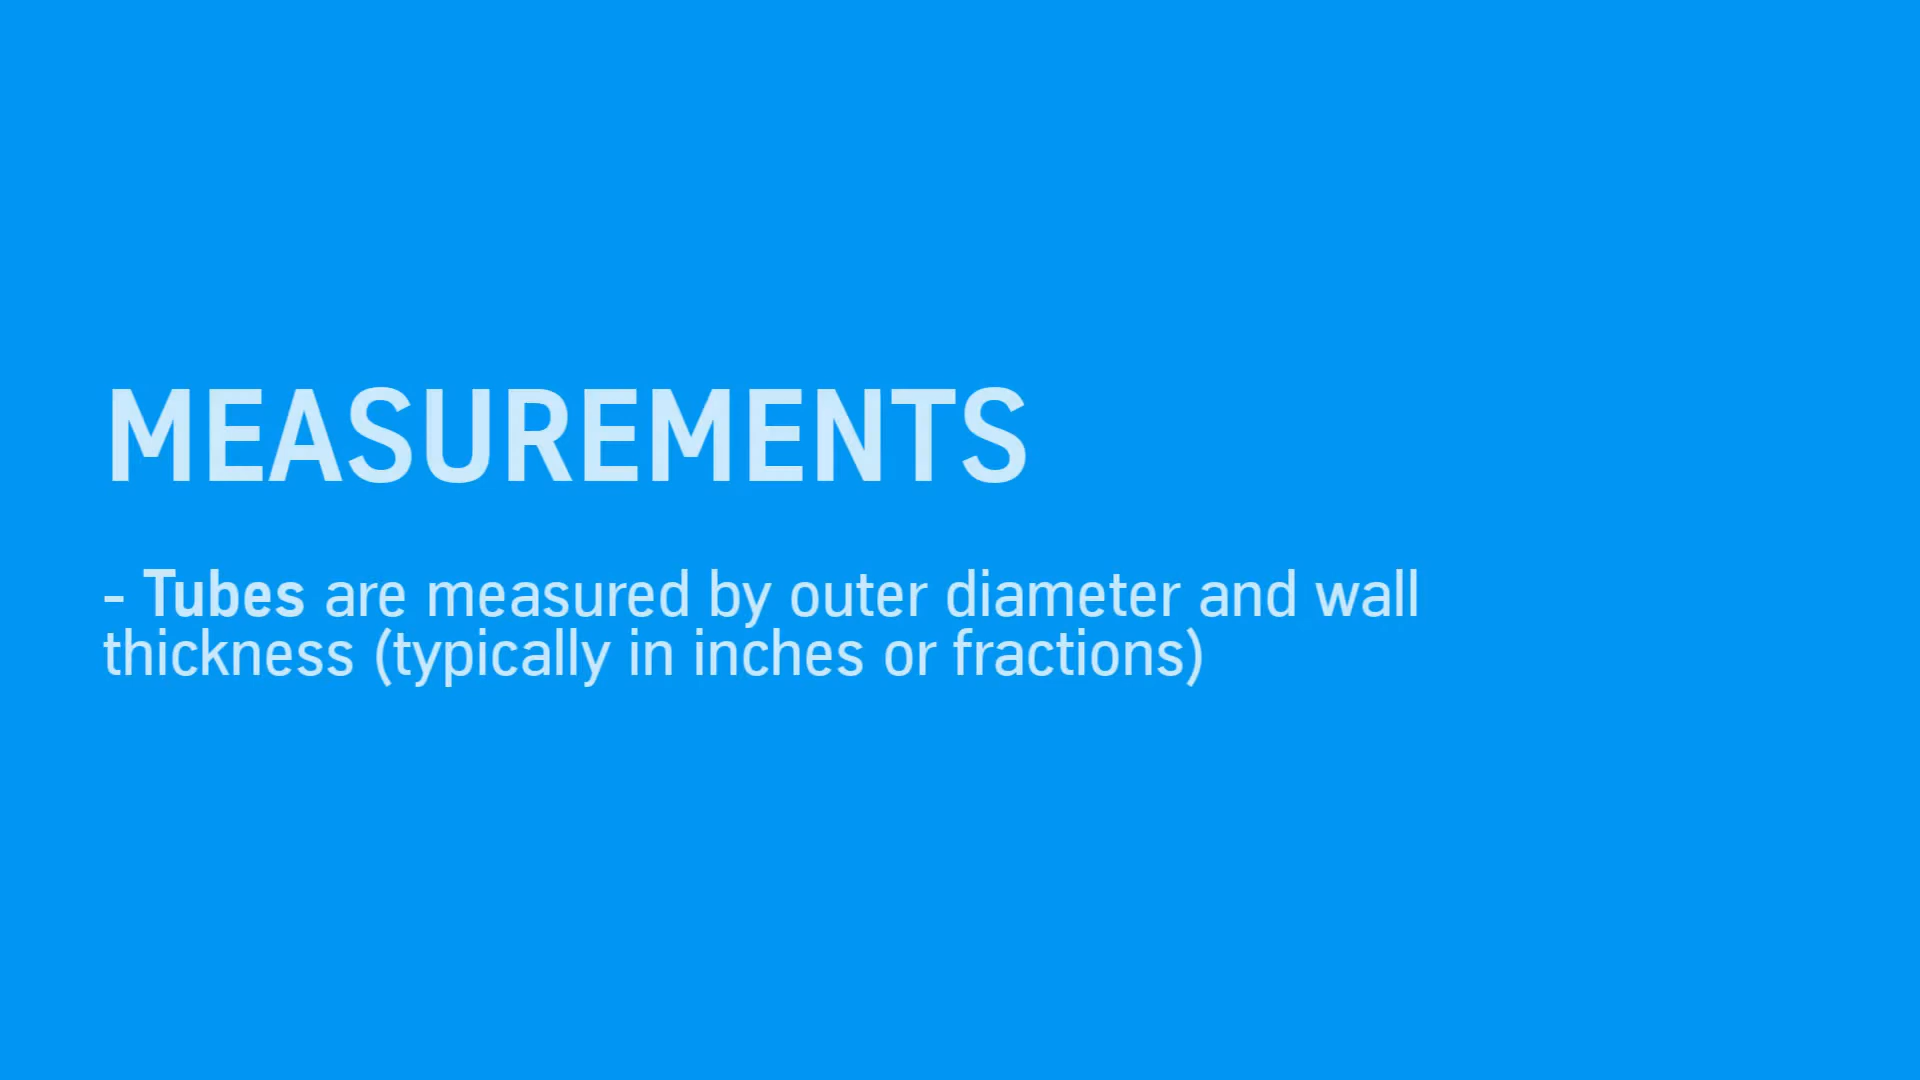 MEASUREMENTS
- Tubes are measured by outer diameter and wall
thickness (typically in inches or fractions)